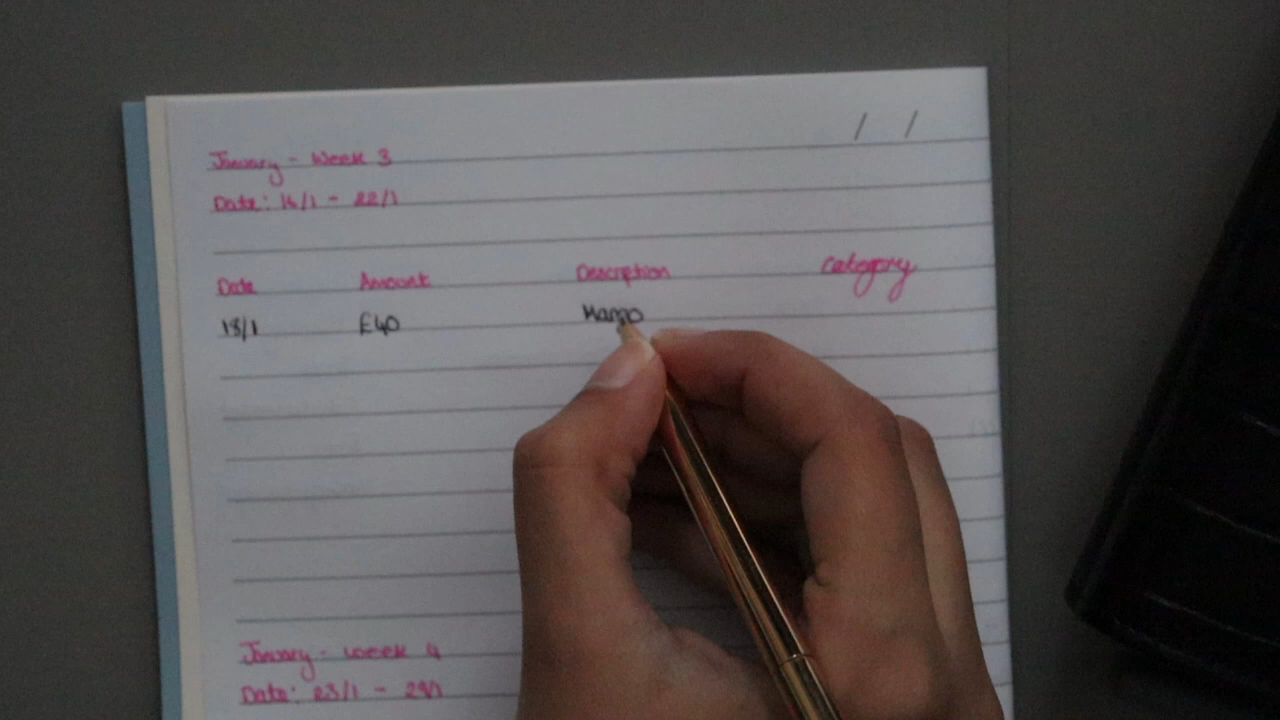 / /
January - Week 3
Date: 16/1 - 22/1
Date Amount Description Category
18/1 £40 Mango
January - Week 4
Date: 23/1 - 29/1